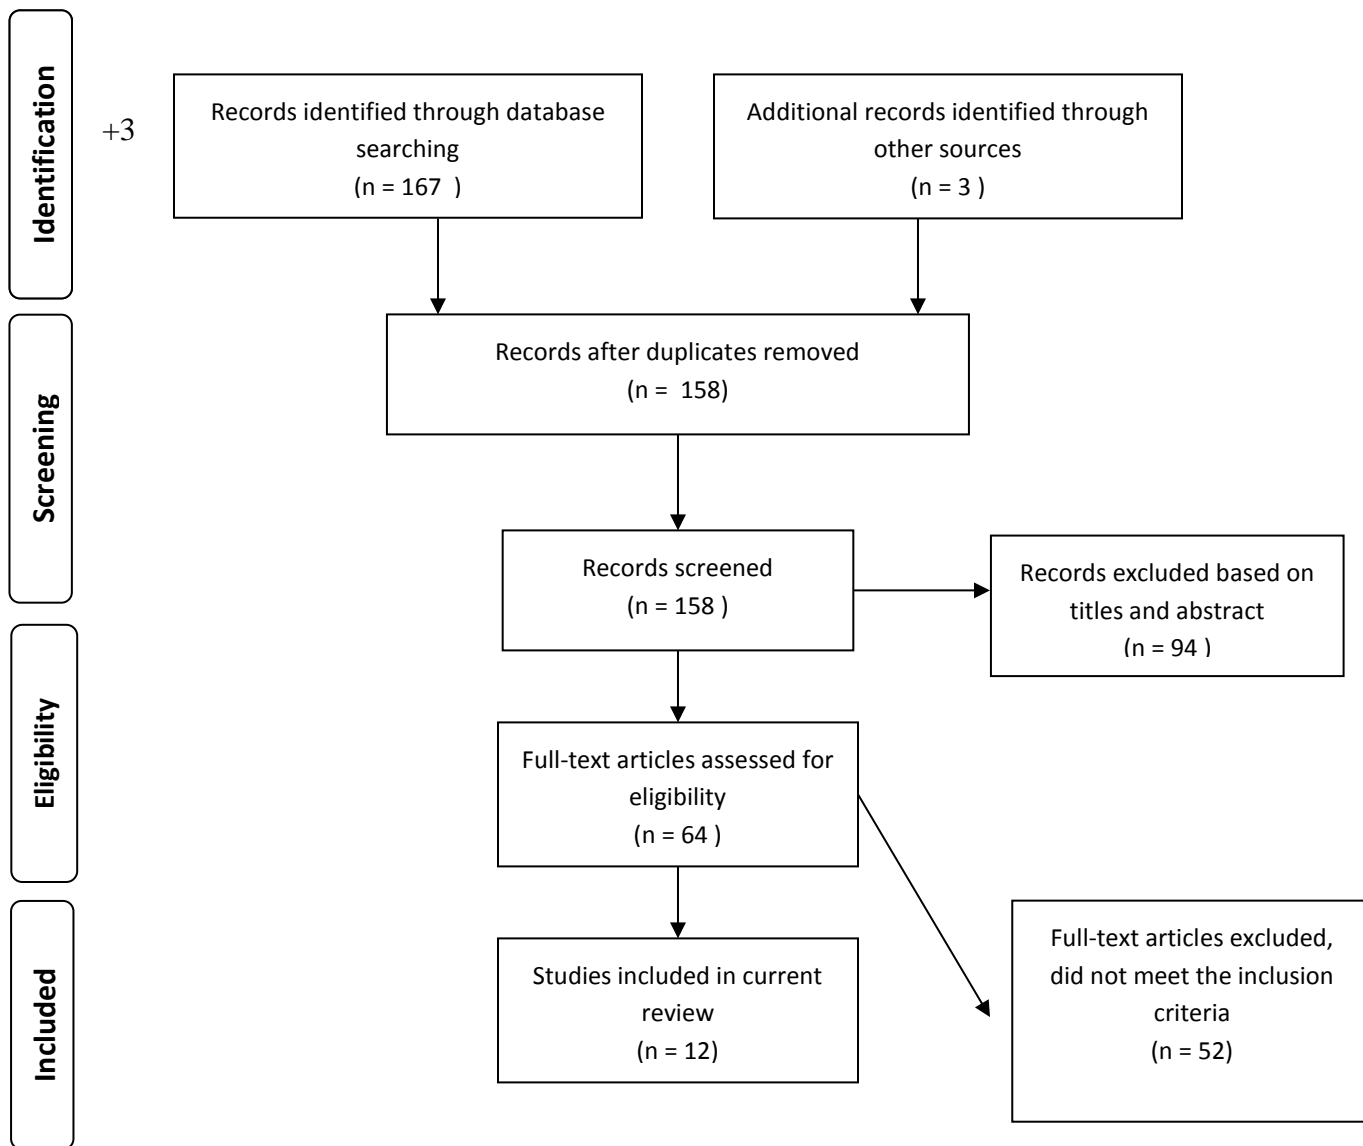 Identification
+3
Records identified through database
searching
(n = 167 )
Additional records identified through
other sources
(n = 3 )
Screening
Records after duplicates removed
(n = 158)
Records screened
(n = 158 )
Records excluded based on
titles and abstract
(n = 94 )
Eligibility
Full-text articles assessed for
eligibility
(n = 64 )
Included
Studies included in current
review
(n = 12)
Full-text articles excluded,
did not meet the inclusion
criteria
(n = 52)